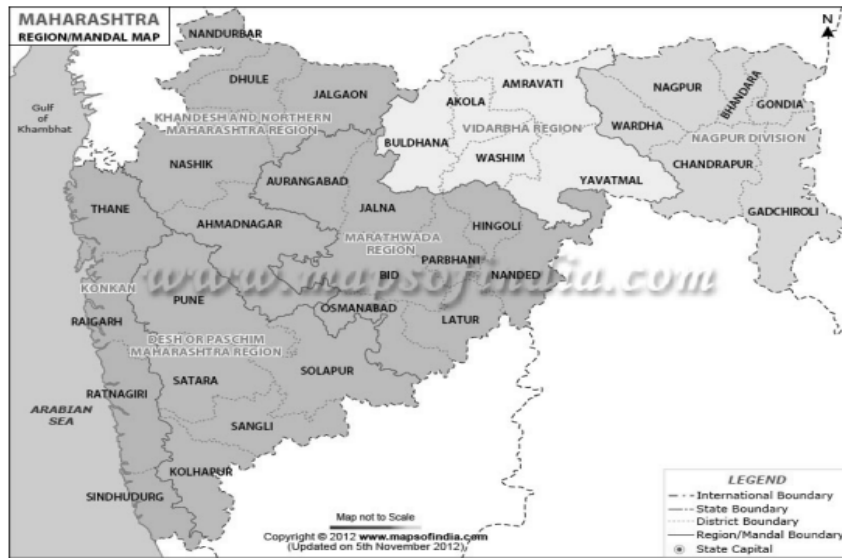 MAHARASHTRA
REGION/MANDAL MAP
N
NANDURBAR
DHULE
JALGAON
KHANDESH AND NORTHERN
MAHARASHTRA REGION
Gulf
of
Khambhat
NASHIK
AHMADNAGAR
AMRAVATI
AKOLA
BULDHANA
VIDARBHA REGION
WASHIM
YAVATMAL
NAGPUR
BHANDARA
GONDIA
WARDHA
NAGPUR DIVISION
CHANDRAPUR
GADCHIROLI
AURANGABAD
JALNA
HINGOLI
MARATHWADA
REGION
PARBHANI
BID
NANDED
OSMANABAD
LATUR
www.mapsofindia.com
THANE
KONKAN
RAIGARH
RATNAGIRI
SINDHUDURG
ARABIAN
SEA
PUNE
DESH OR PASCHIM
MAHARASHTRA REGION
SATARA
SOLAPUR
SANGLI
KOLHAPUR
Map not to Scale
Copyright © 2012 www.mapsofindia.com
(Updated on 5th November 2012)
LEGEND
International Boundary
State Boundary
District Boundary
Region/Mandal Boundary
State Capital